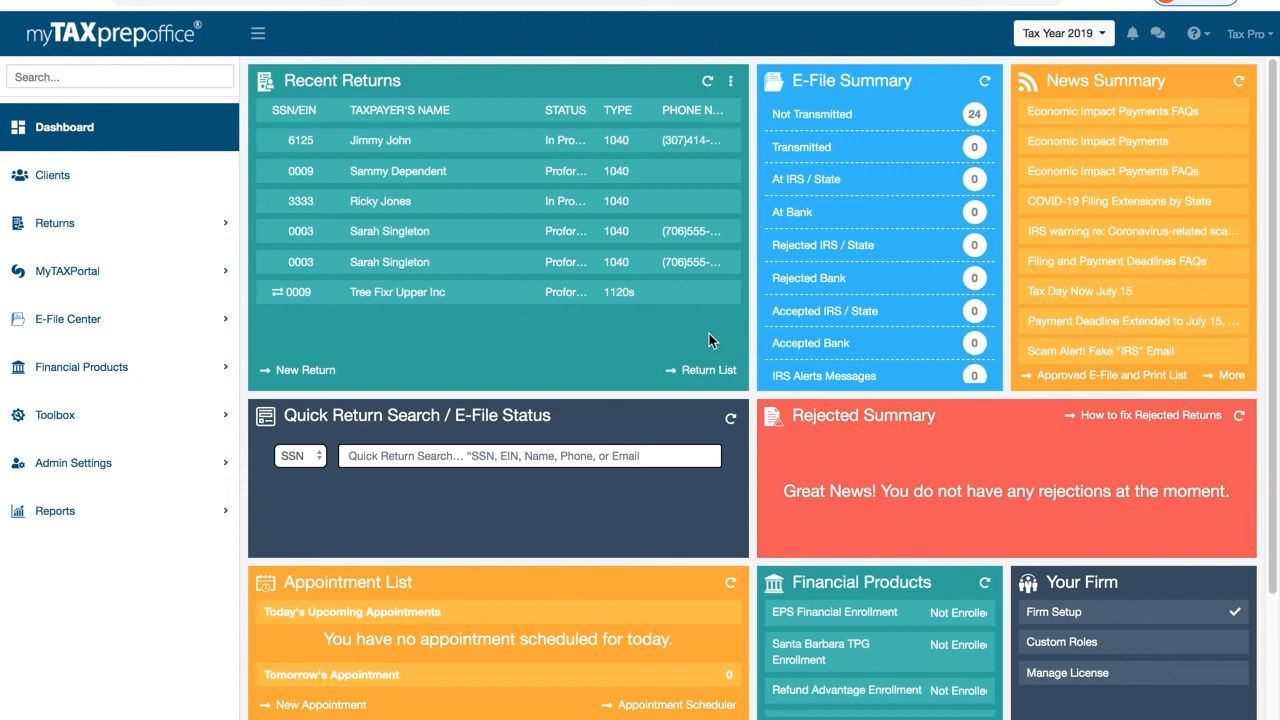 myTAXprepoffice®
Tax Year 2019
Tax Pro
Search...
Dashboard
Clients
Returns
MyTAXPortal
E-File Center
Financial Products
Toolbox
Admin Settings
Reports
Recent Returns
SSN/EIN TAXPAYER'S NAME STATUS TYPE PHONE N...
6125 Jimmy John In Pro... 1040 (307)414-...
0009 Sammy Dependent Profor... 1040
3333 Ricky Jones In Pro... 1040
0003 Sarah Singleton Profor... 1040 (706)555-...
0003 Sarah Singleton Profor... 1040 (706)555-...
0009 Tree Fixr Upper Inc Profor... 1120s
New Return Return List
E-File Summary
Not Transmitted 24
Transmitted 0
At IRS / State 0
At Bank 0
Rejected IRS / State 0
Rejected Bank 0
Accepted IRS / State 0
Accepted Bank 0
IRS Alerts Messages 0
News Summary
Economic Impact Payments FAQs
Economic Impact Payments
Economic Impact Payments FAQs
COVID-19 Filing Extensions by State
IRS warning re: Coronavirus-related sca...
Filing and Payment Deadlines FAQs
Tax Day Now July 15
Payment Deadline Extended to July 15, ...
Scam Alert! Fake "IRS" Email
Approved E-File and Print List More
Quick Return Search / E-File Status
SSN Quick Return Search... "SSN, EIN, Name, Phone, or Email
Rejected Summary How to fix Rejected Returns
Great News! You do not have any rejections at the moment.
Appointment List
Today's Upcoming Appointments
You have no appointment scheduled for today.
Tomorrow's Appointment 0
New Appointment Appointment Scheduler
Financial Products
EPS Financial Enrollment Not Enrolle
Santa Barbara TPG Not Enrolle
Enrollment
Refund Advantage Enrollment Not Enrolle
Your Firm
Firm Setup
Custom Roles
Manage License